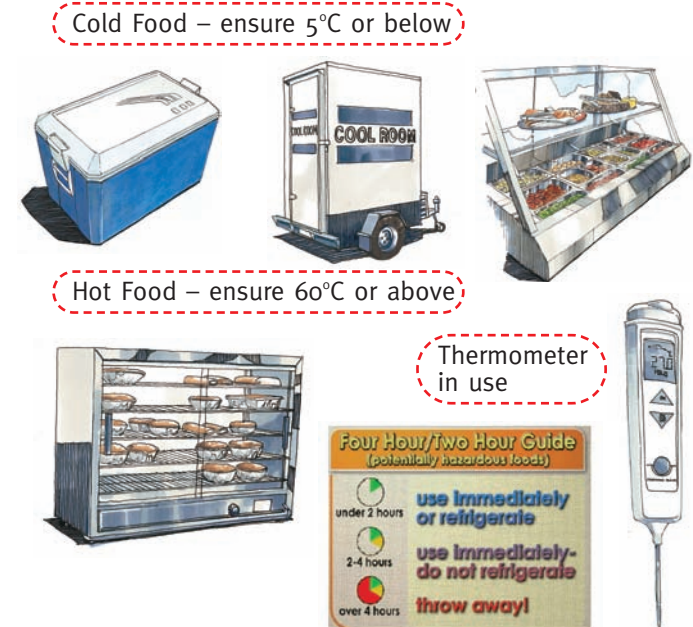 Cold Food – ensure 5°C or below
COOL ROOM
COOL ROOM
Hot Food – ensure 60°C or above
Thermometer
in use
Four Hour/Two Hour Guide
(potentially hazardous foods)
under 2 hours
use immediately
or refrigerate
2-4 hours
use immediately-
do not refrigerate
over 4 hours
throw away!